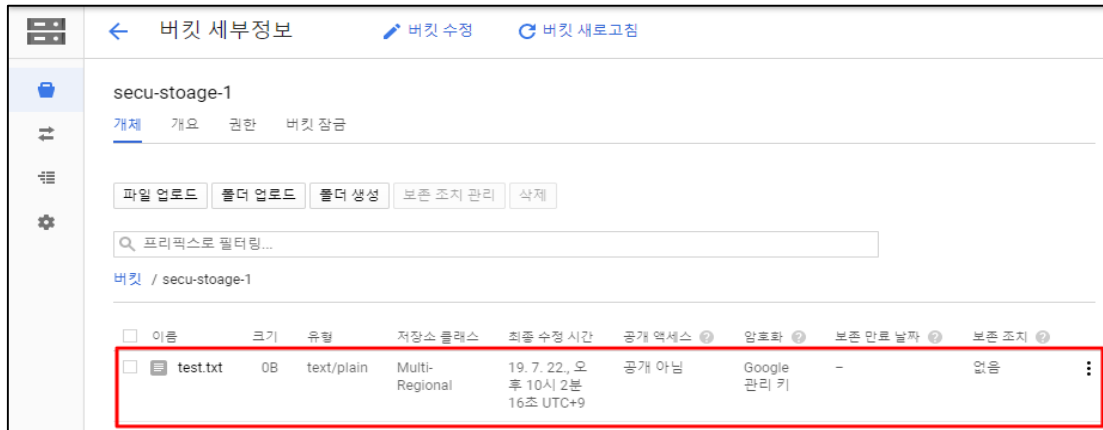 버킷 세부정보 버킷 수정 버킷 새로고침
secu-stoage-1
개체 개요 권한 버킷 잠금
파일 업로드 폴더 업로드 폴더 생성 보존 조치 관리 삭제
프리픽스로 필터링...
버킷 / secu-stoage-1
이름 크기 유형 저장소 클래스 최종 수정 시간 공개 액세스 암호화 보존 만료 날짜 보존 조치
test.txt 0B text/plain Multi- 19. 7. 22., 오 공개 아님 Google – 없음
Regional 후 10시 2분 관리 키
16초 UTC+9